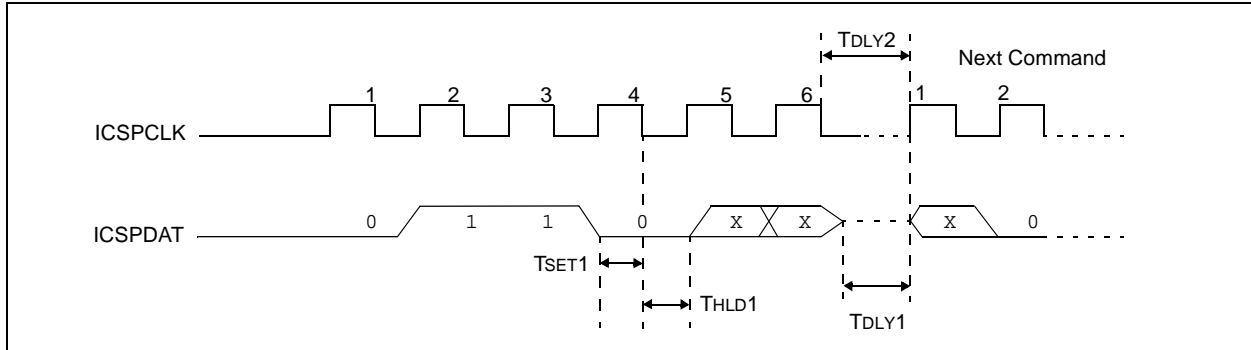 TDLY2
Next Command
1 2 3 4 5 6 1 2
ICSPCLK
ICSPDAT
0 1 1 0 x x x 0
TSET1
THLD1
TDLY1